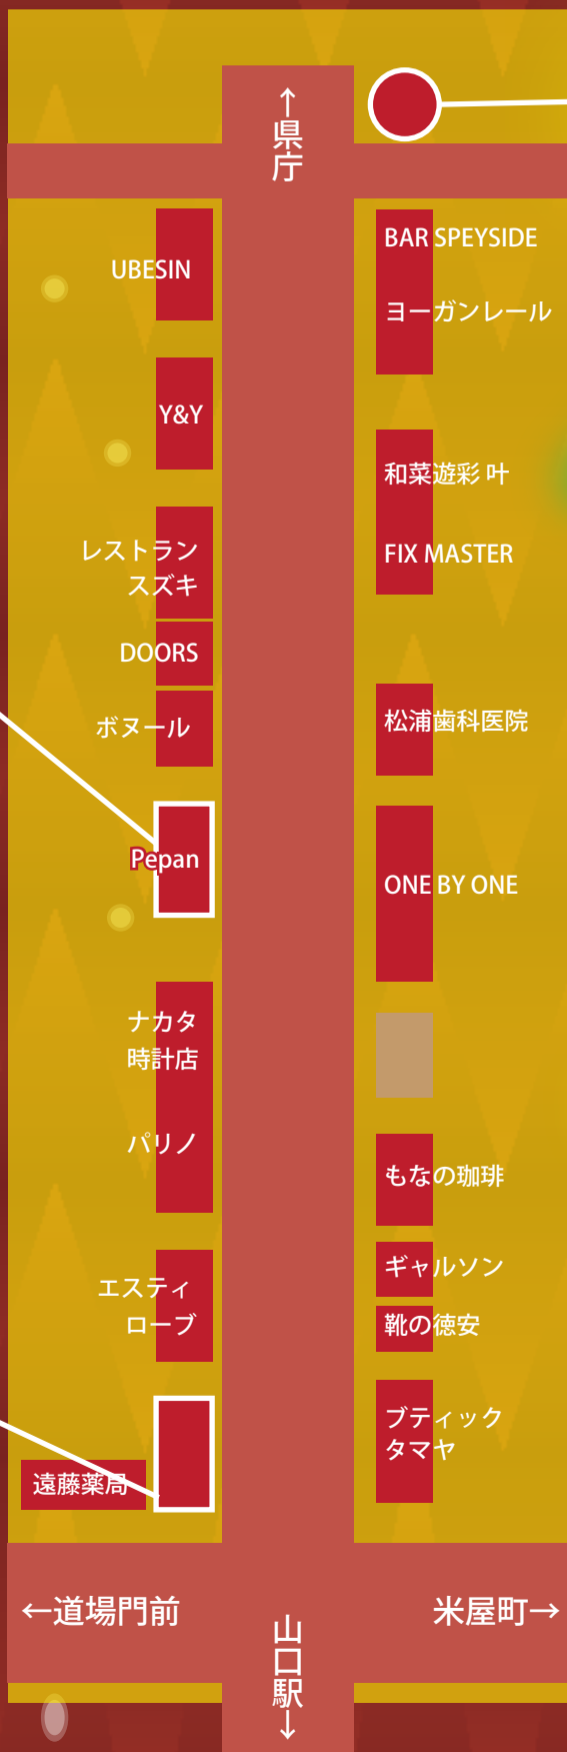 ↑県庁
UBESIN
Y&Y
レストラン
スズキ
DOORS
ボヌール
Pepan
ナカタ
時計店
パリノ
エスティ
ローブ
遠藤薬局
BAR SPEYSIDE
ヨーガンレール
和菜遊彩 叶
FIX MASTER
松浦歯科医院
ONE BY ONE
もなの珈琲
ギャルソン
靴の徳安
ブティック
タマヤ
←道場門前
米屋町→
山口駅↓